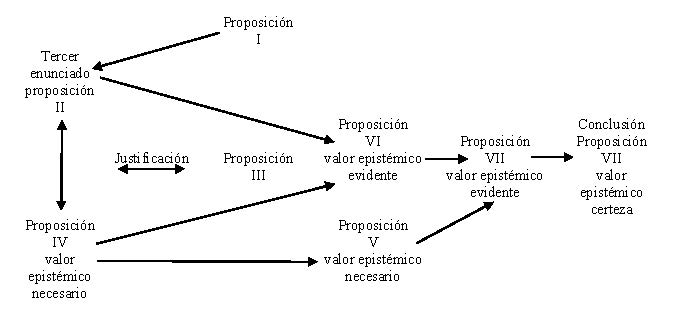 Proposición
I
Tercer
enunciado
proposición
II
Proposición
VI
valor epistémico
evidente
Conclusión
Proposición
VII
valor
epistémico
certeza
Proposición
VII
valor epistémico
evidente
Justificación
Proposición
III
Proposición
IV
valor
epistémico
necesario
Proposición
V
valor epistémico
necesario